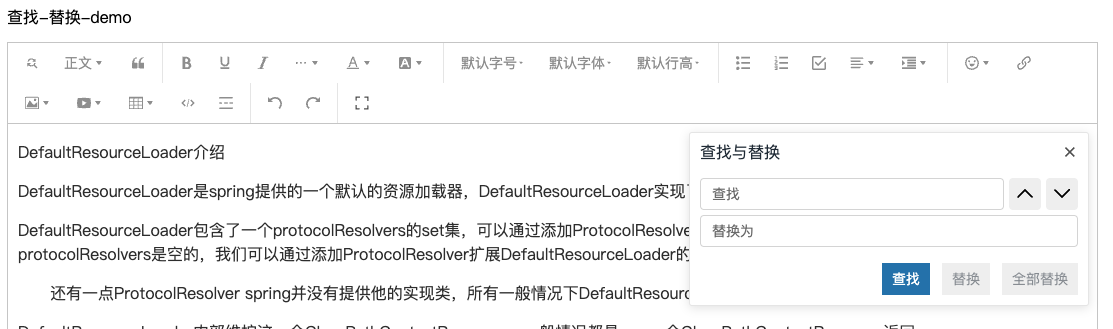 查找-替换-demo
正文
B U I ... A A 默认字号 默认字体 默认行高
查找与替换
查找
替换为
查找 替换 全部替换
DefaultResourceLoader介绍
DefaultResourceLoader是spring提供的一个默认的资源加载器，DefaultResourceLoader实现
DefaultResourceLoader包含了一个protocolResolvers的set集，可以通过添加ProtocolResolve
protocolResolvers是空的，我们可以通过添加ProtocolResolver扩展DefaultResourceLoader的
还有一点ProtocolResolver spring并没有提供他的实现类，所有一般情况下DefaultResourc